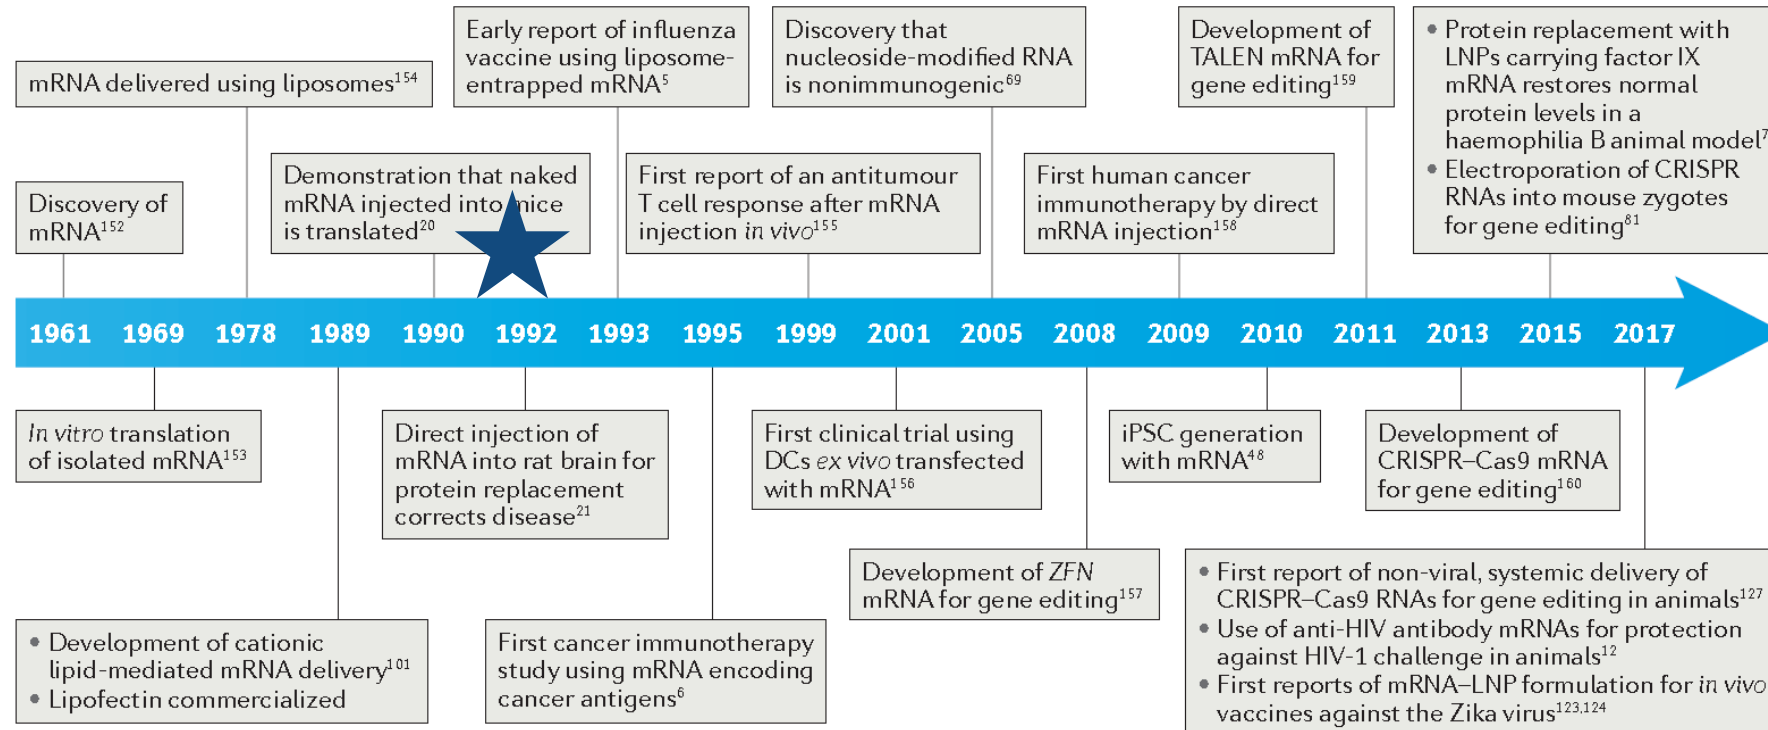 mRNA delivered using liposomes154
Early report of influenza
vaccine using liposome-
entrapped mRNA5
Discovery that
nucleoside-modified RNA
is nonimmunogenic69
Development of
TALEN mRNA for
gene editing159
• Protein replacement with
LNPs carrying factor IX
mRNA restores normal
protein levels in a
haemophilia B animal model7
• Electroporation of CRISPR
RNAs into mouse zygotes
for gene editing81
Discovery of
mRNA152
Demonstration that naked
mRNA injected into mice
is translated20
First report of an antitumour
T cell response after mRNA
injection in vivo155
First human cancer
immunotherapy by direct
mRNA injection158
1961 1969 1978 1989 1990 1992 1993 1995 1999 2001 2005 2008 2009 2010 2011 2013 2015 2017
In vitro translation
of isolated mRNA153
Direct injection of
mRNA into rat brain for
protein replacement
corrects disease21
First clinical trial using
DCs ex vivo transfected
with mRNA156
iPSC generation
with mRNA48
Development of
CRISPR–Cas9 mRNA
for gene editing160
Development of ZFN
mRNA for gene editing157
• Development of cationic
lipid-mediated mRNA delivery101
• Lipofectin commercialized
First cancer immunotherapy
study using mRNA encoding
cancer antigens6
• First report of non-viral, systemic delivery of
CRISPR–Cas9 RNAs for gene editing in animals127
• Use of anti-HIV antibody mRNAs for protection
against HIV-1 challenge in animals12
• First reports of mRNA–LNP formulation for in vivo
vaccines against the Zika virus123,124